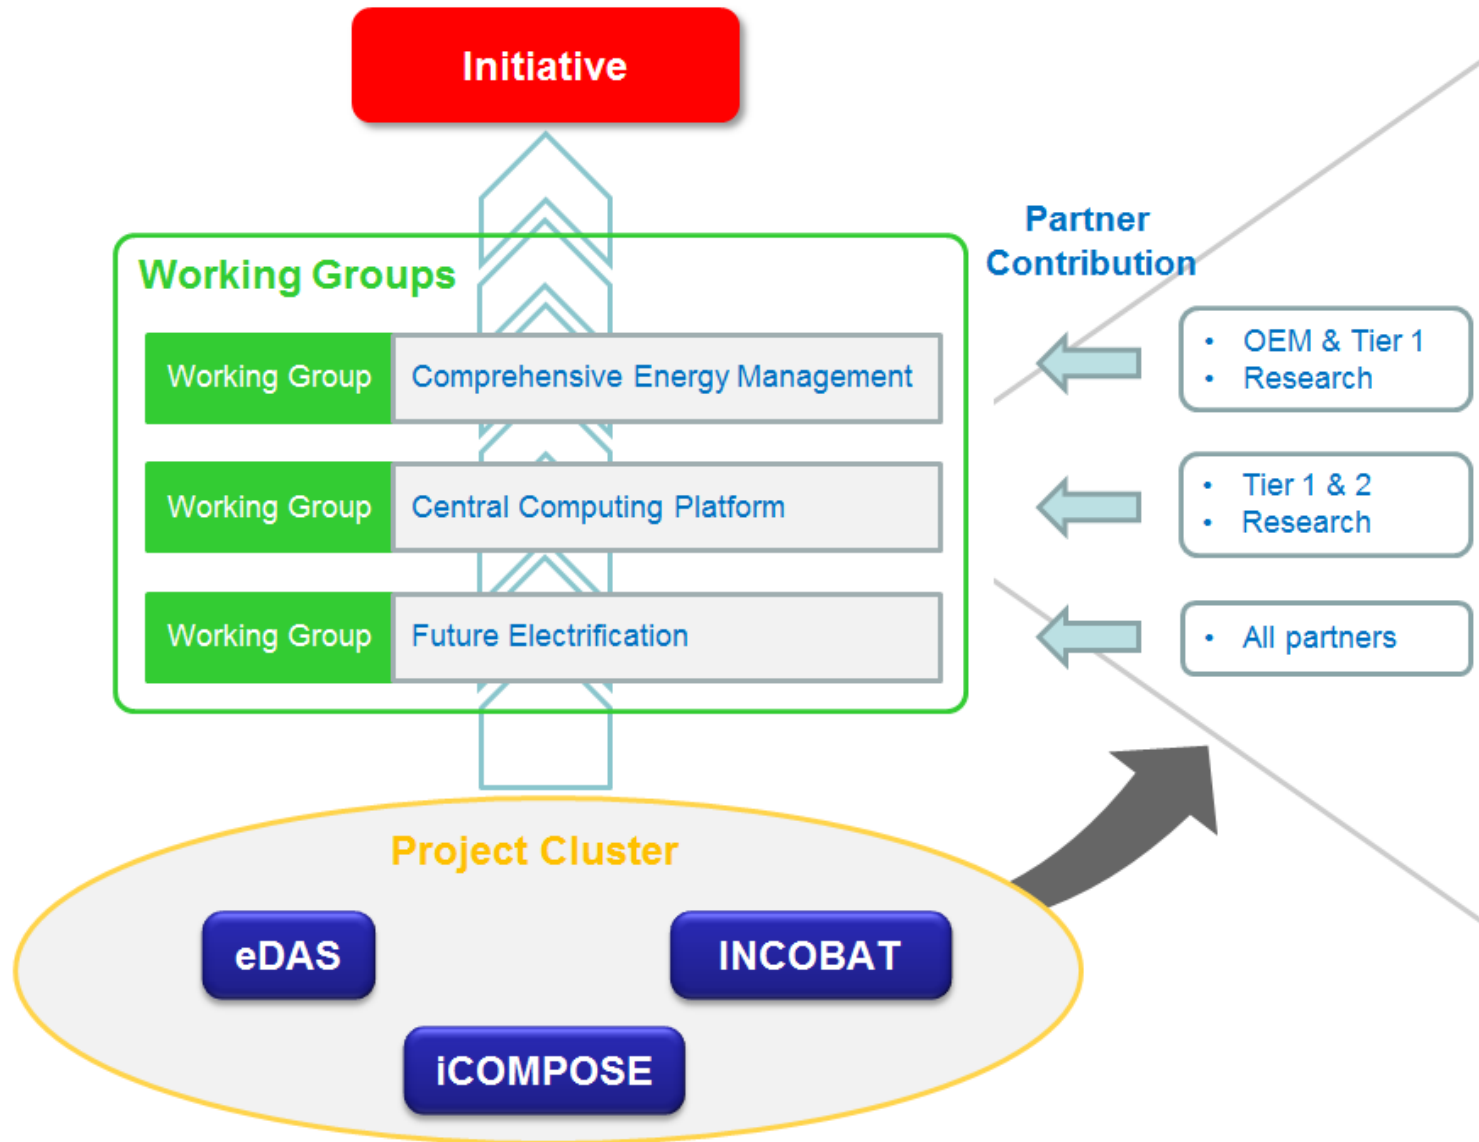 Initiative
Partner
Contribution
Working Groups
Working Group Comprehensive Energy Management
• OEM & Tier 1
• Research
Working Group Central Computing Platform
• Tier 1 & 2
• Research
Working Group Future Electrification
• All partners
Project Cluster
eDAS
INCOBAT
iCOMPOSE